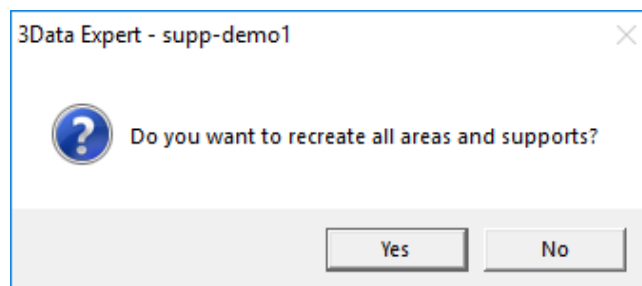 3Data Expert - supp-demo1
Do you want to recreate all areas and supports?
Yes
No